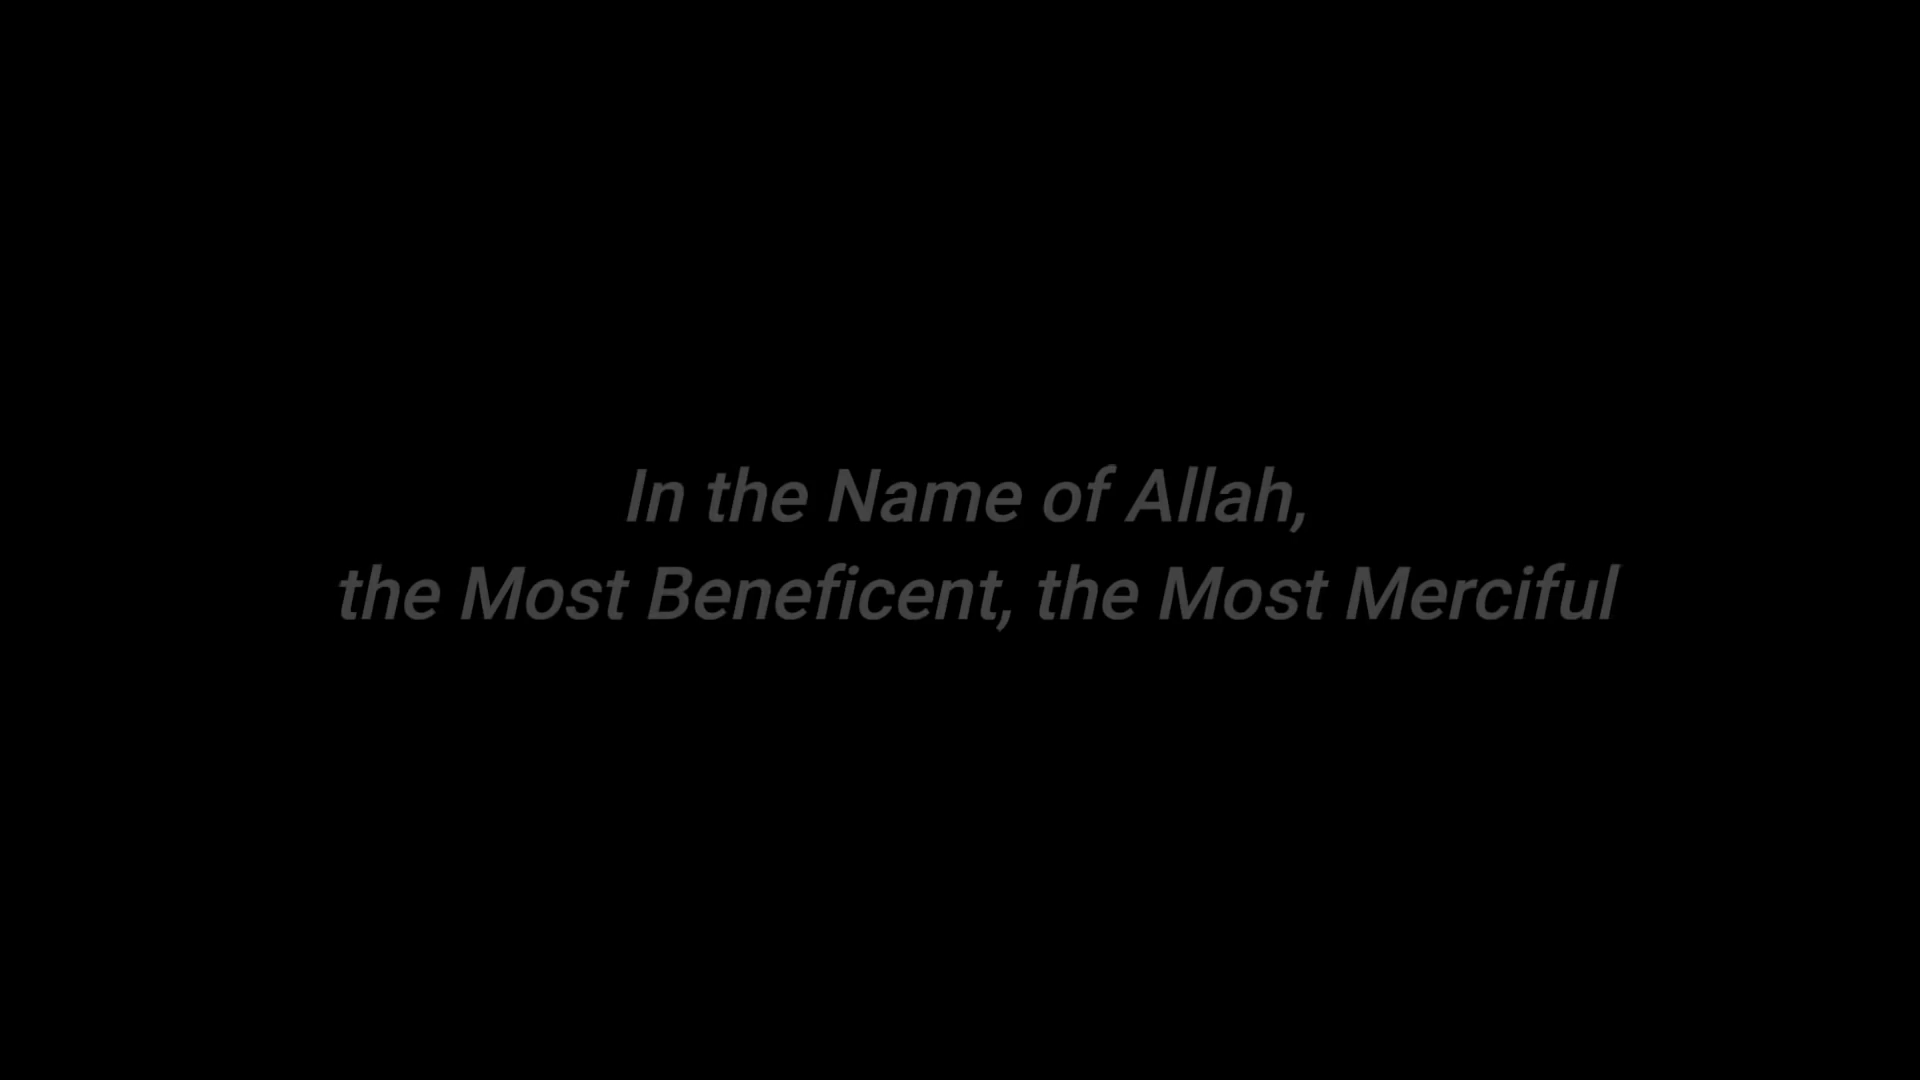 In the Name of Allah,
the Most Beneficent, the Most Merciful